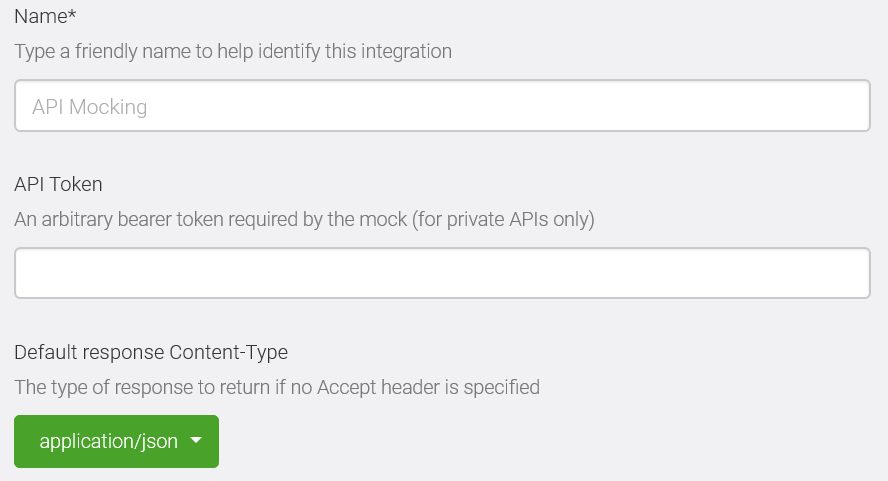 Name*
Type a friendly name to help identify this integration
API Mocking
API Token
An arbitrary bearer token required by the mock (for private APIs only)
Default response Content-Type
The type of response to return if no Accept header is specified
application/json